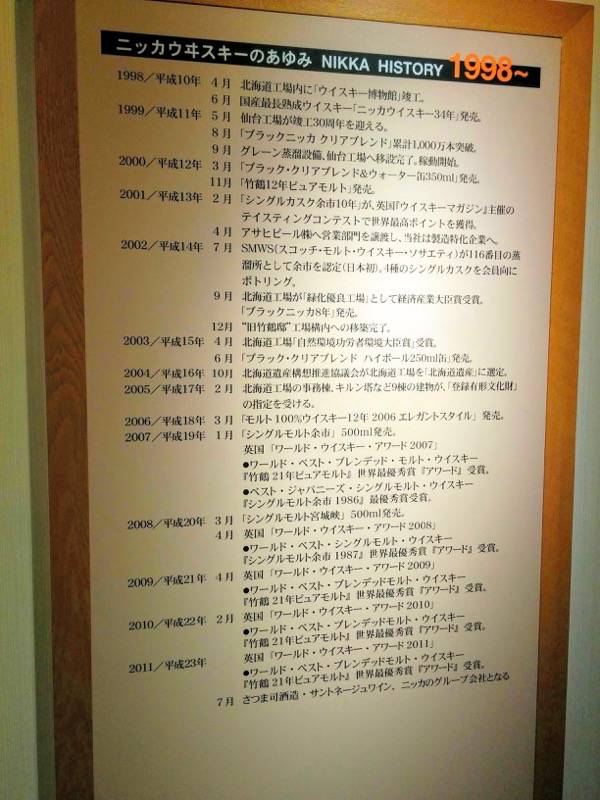 ニッカウヰスキーのあゆみ NIKKA HISTORY 1998~
1998／平成10年 4月 北海道工場内に「ウイスキー博物館」竣工。
6月 国産最長熟成ウイスキー「ニッカウイスキー34年」発売。
1999／平成11年 5月 仙台工場が竣工30周年を迎える。
8月 「ブラックニッカ クリアブレンド」累計1,000万本突破。
9月 グレーン蒸溜設備、仙台工場へ移設完了。稼動開始。
2000／平成12年 3月 「ブラック・クリアブレンド&ウォーター缶350ml」発売。
11月 「竹鶴12年ピュアモルト」発売。
2001／平成13年 2月 「シングルカスク余市10年」が、英国『ウイスキーマガジン』主催の
テイスティングコンテストで世界最高ポイントを獲得。
4月 アサヒビール㈱へ営業部門を譲渡し、当社は製造特化企業へ。
2002／平成14年 7月 SMWS(スコッチ・モルト・ウイスキー・ソサエティ)が116番目の蒸
溜所として余市を認定(日本初)。4種のシングルカスクを会員向に
ボトリング。
9月 北海道工場が「緑化優良工場」として経済産業大臣賞受賞。
「ブラックニッカ8年」発売。
12月 “旧竹鶴邸”工場構内への移築完了。
2003／平成15年 4月 北海道工場「自然環境功労者環境大臣賞」受賞。
6月 「ブラック・クリアブレンド ハイボール250ml缶」発売。
2004／平成16年 10月 北海道遺産構想推進協議会が北海道工場を「北海道遺産」に選定。
2005／平成17年 2月 北海道工場の事務棟、キルン塔など9棟の建物が、「登録有形文化財」
の指定を受ける。
2006／平成18年 3月 「モルト100%ウイスキー12年 2006 エレガントスタイル」発売。
2007／平成19年 1月 「シングルモルト余市」500ml発売。
英国「ワールド・ウイスキー・アワード 2007」
●ワールド・ベスト・ブレンデッド・モルト・ウイスキー
『竹鶴 21年ピュアモルト』世界最優秀賞『アワード』受賞。
●ベスト・ジャパニーズ・シングルモルト・ウイスキー
『シングルモルト余市 1986』最優秀賞受賞。
2008／平成20年 3月 「シングルモルト宮城峡」500ml発売。
4月 英国「ワールド・ウイスキー・アワード 2008」
●ワールド・ベスト・シングルモルト・ウイスキー
『シングルモルト余市 1987』世界最優秀賞『アワード』受賞。
2009／平成21年 4月 英国「ワールド・ウイスキー・アワード 2009」
●ワールド・ベスト・ブレンデッドモルト・ウイスキー
『竹鶴 21年ピュアモルト』世界最優秀賞『アワード』受賞。
2010／平成22年 2月 英国「ワールド・ウイスキー・アワード 2010」
●ワールド・ベスト・ブレンデッドモルト・ウイスキー
『竹鶴 21年ピュアモルト』世界最優秀賞『アワード』受賞。
2011／平成23年 英国「ワールド・ウイスキー・アワード 2011」
●ワールド・ベスト・ブレンデッドモルト・ウイスキー
『竹鶴 21年ピュアモルト』世界最優秀賞『アワード』受賞。
7月 さつま司酒造・サントネージュワイン、ニッカのグループ会社となる